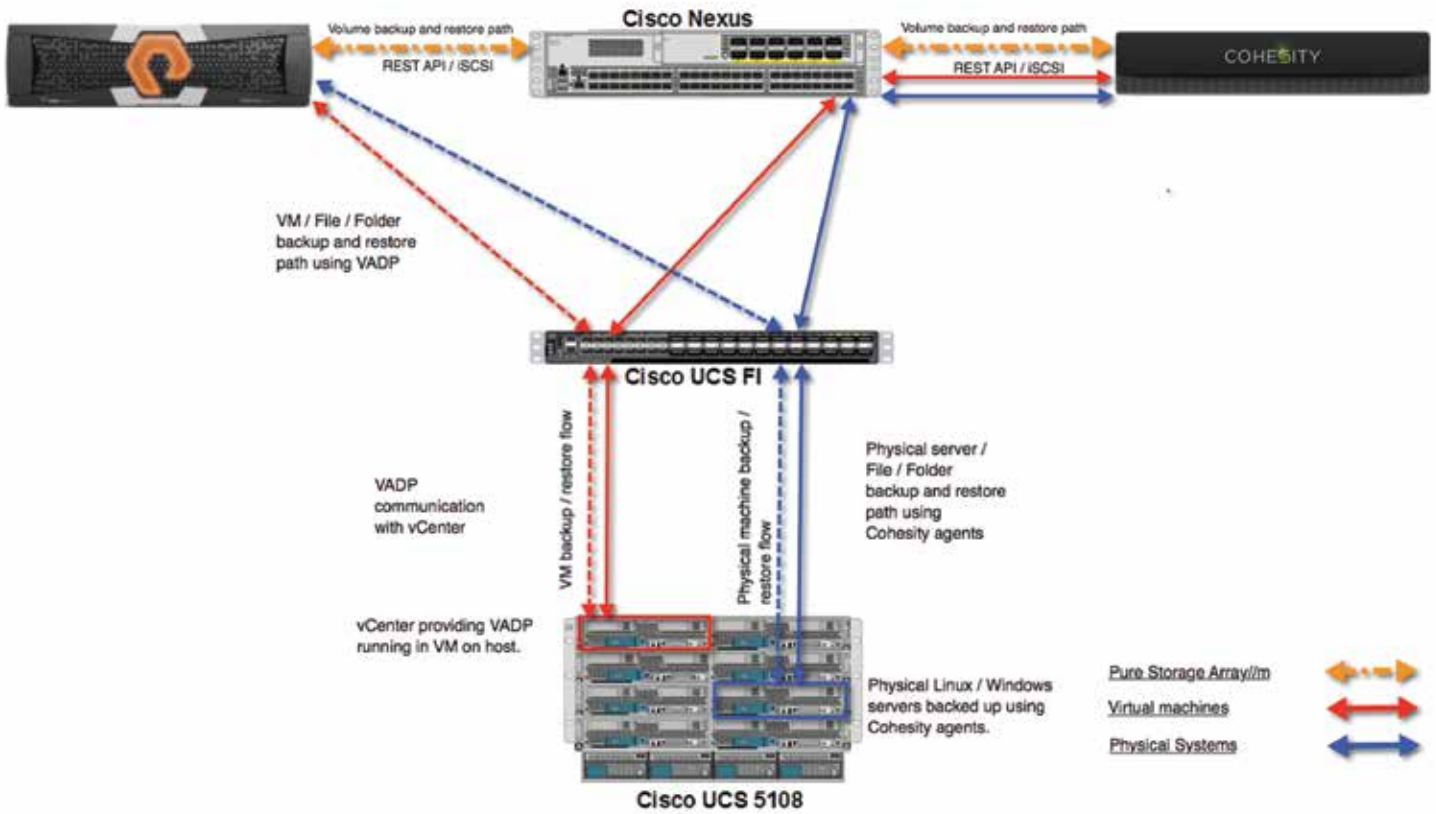 Cisco Nexus
Volume backup and restore path
REST API / iSCSI
Volume backup and restore path
REST API / iSCSI
COHESITY
VM / File / Folder
backup and restore
path using VADP
Cisco UCS FI
VM backup / restore flow
Physical machine backup /
restore flow
VADP
communication
with vCenter
Physical server /
File / Folder
backup and restore
path using
Cohesity agents
vCenter providing VADP
running in VM on host.
Physical Linux / Windows
servers backed up using
Cohesity agents.
Pure Storage Array//m
Virtual machines
Physical Systems
Cisco UCS 5108